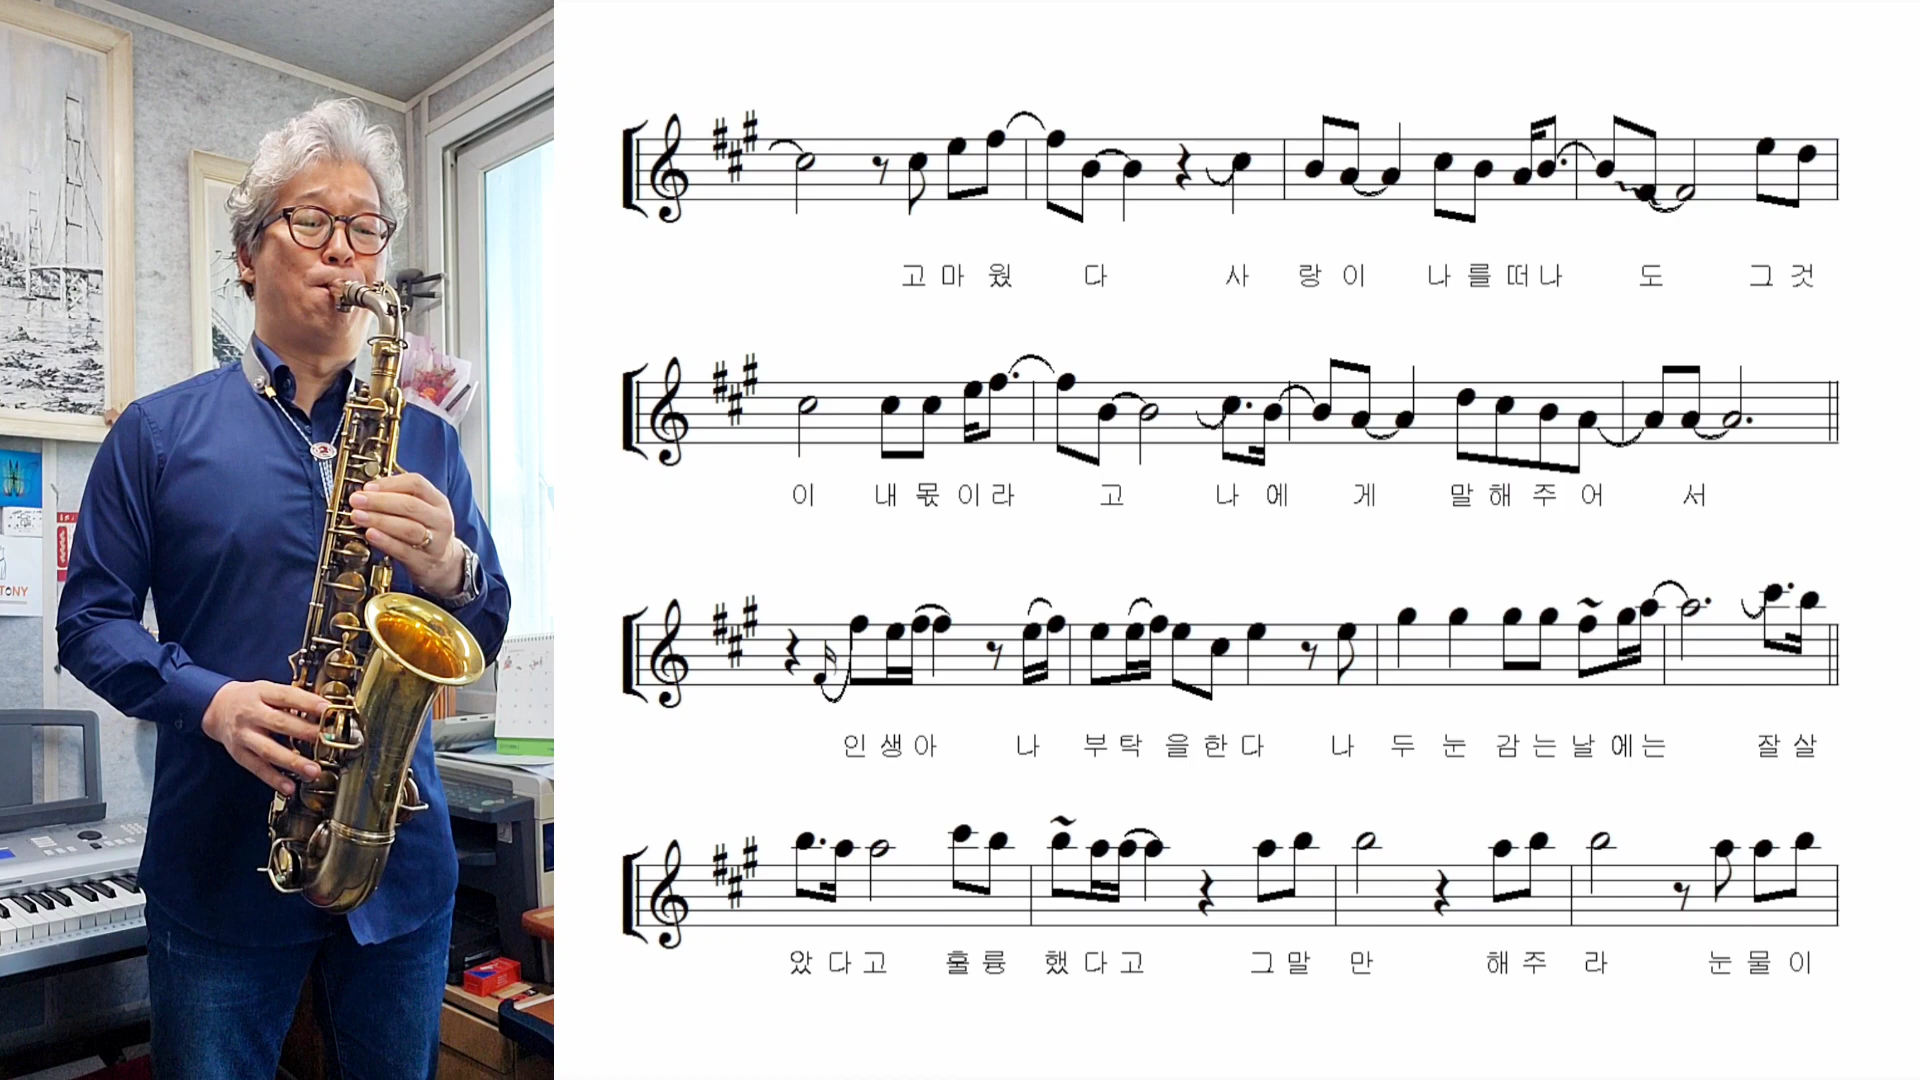 TONY
고 마 웠 다 사 랑 이 나 를 떠 나 도 그 것
이 내 몫 이 라 고 나 에 게 말 해 주 어 서
인 생 아 나 부 탁 을 한 다 나 두 눈 감 는 날 에 는 잘 살
았 다 고 훌 륭 했 다 고 그 말 만 해 주 라 눈 물 이